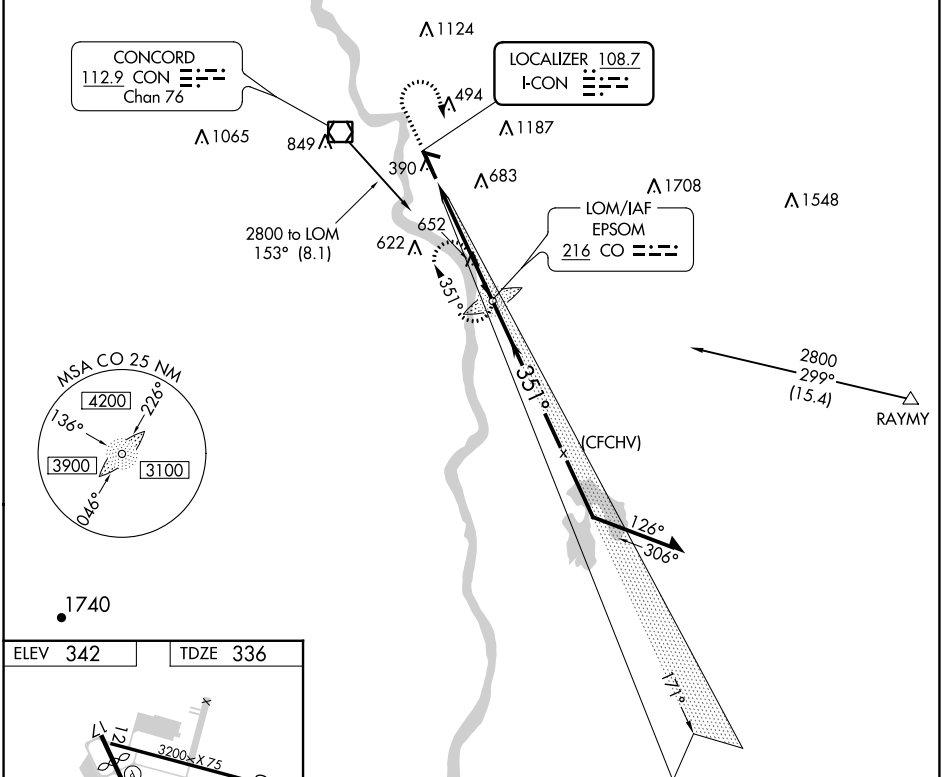 1124
CONCORD
112.9 CON
Chan 76
LOCALIZER 108.7
I-CON
494
1065
849
1187
390
683
1708
1548
2800 to LOM
153° (8.1)
652
622
LOM/IAF
EPSOM
216 CO
351°
2800
299°
(15.4)
RAYMY
351°
MSA CO 25 NM
4200
226°
136°
3900
3100
046°
(CFCHV)
126°
306°
1740
171°
ELEV 342
TDZE 336
17
12
3200 X 75
A